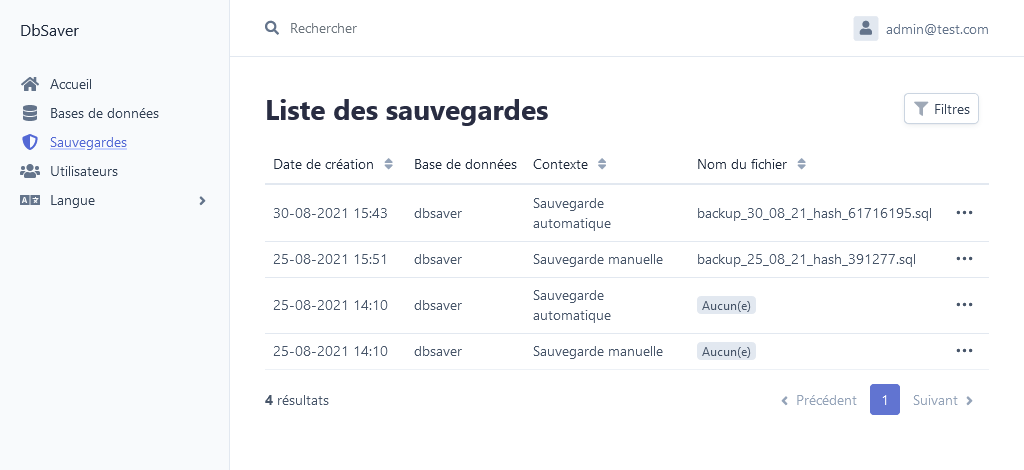 DbSaver
Rechercher
admin@test.com
Accueil
Bases de données
Sauvegardes
Utilisateurs
Langue
Liste des sauvegardes
Filtres
Date de création Base de données Contexte Nom du fichier
30-08-2021 15:43 dbsaver Sauvegarde automatique backup_30_08_21_hash_61716195.sql
25-08-2021 15:51 dbsaver Sauvegarde manuelle backup_25_08_21_hash_391277.sql
25-08-2021 14:10 dbsaver Sauvegarde automatique Aucun(e)
25-08-2021 14:10 dbsaver Sauvegarde manuelle Aucun(e)
4 résultats
Précédent 1 Suivant